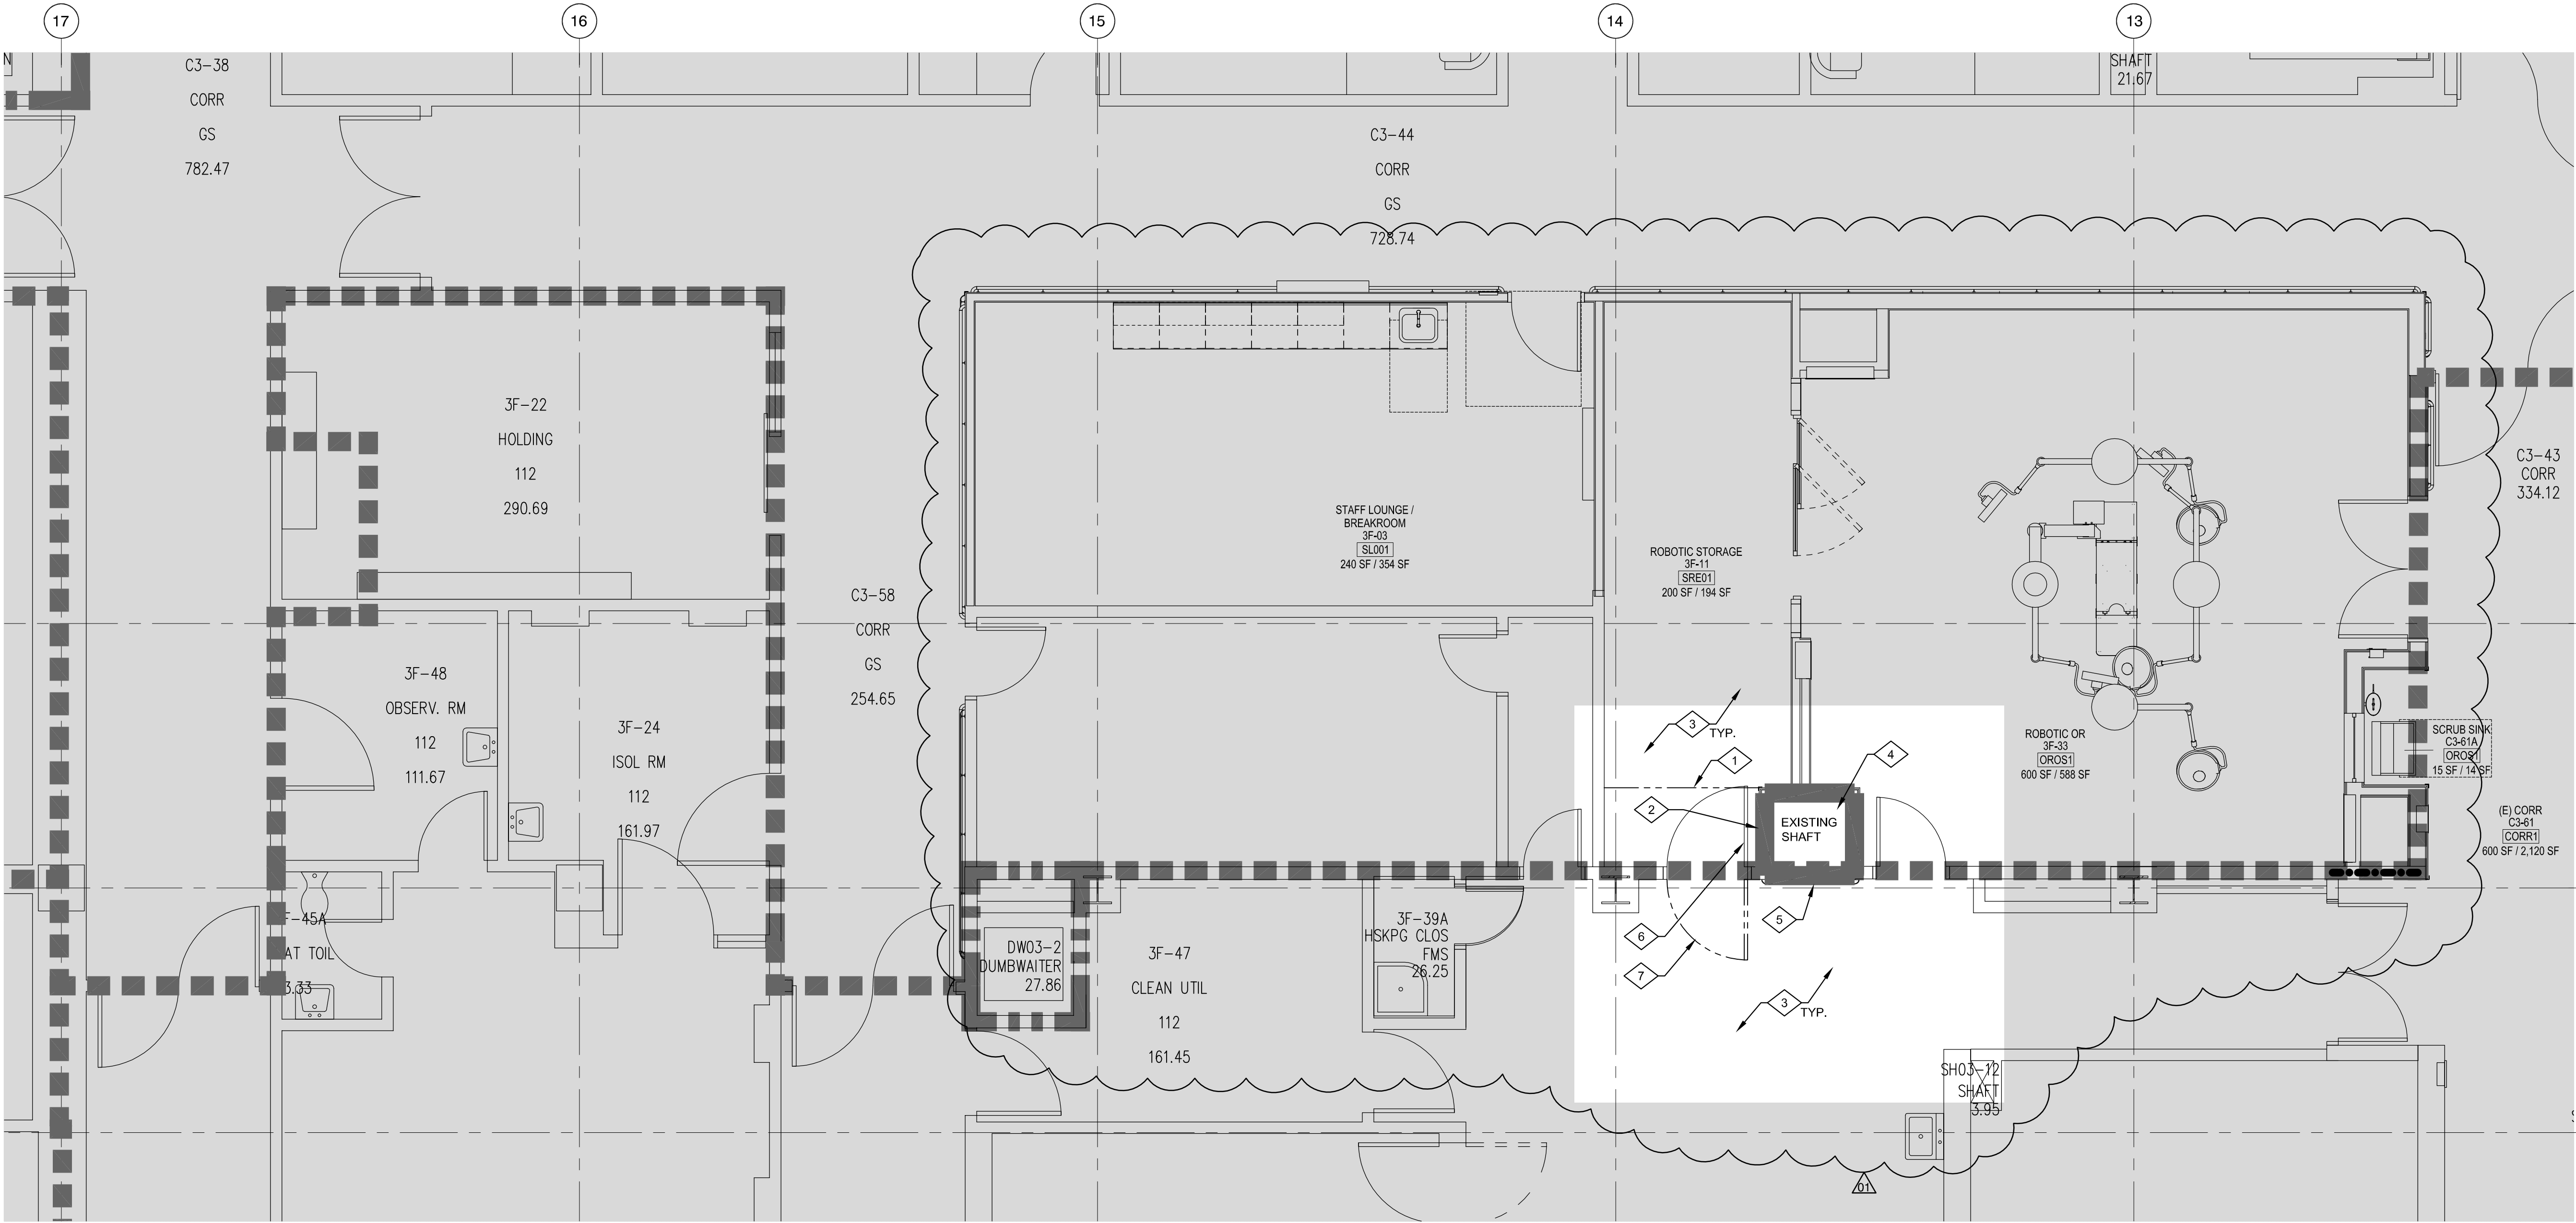 17
16
15
14
13
N
C3-38
CORR
GS
782.47
SHAFT
21.67
C3-44
CORR
GS
728.74
3F-22
HOLDING
112
290.69
C3-43
CORR
334.12
STAFF LOUNGE /
BREAKROOM
3F-03
SL001
240 SF / 354 SF
ROBOTIC STORAGE
3F-11
SRE01
200 SF / 194 SF
C3-58
CORR
GS
254.65
3F-48
OBSERV. RM
112
111.67
3F-24
ISOL RM
112
161.97
3
TYP.
1
4
2
EXISTING
SHAFT
ROBOTIC OR
3F-33
OROS1
600 SF / 588 SF
SCRUB SINK
C3-61A
OROS1
15 SF / 14 SF
(E) CORR
C3-61
CORR1
600 SF / 2,120 SF
F-45A
AT TOIL
3.33
DW03-2
DUMBWAITER
27.86
3F-47
CLEAN UTIL
112
161.45
3F-39A
HSKPG CLOS
FMS
26.25
5
6
7
3
TYP.
SH03-12
SHAFT
3.95
01